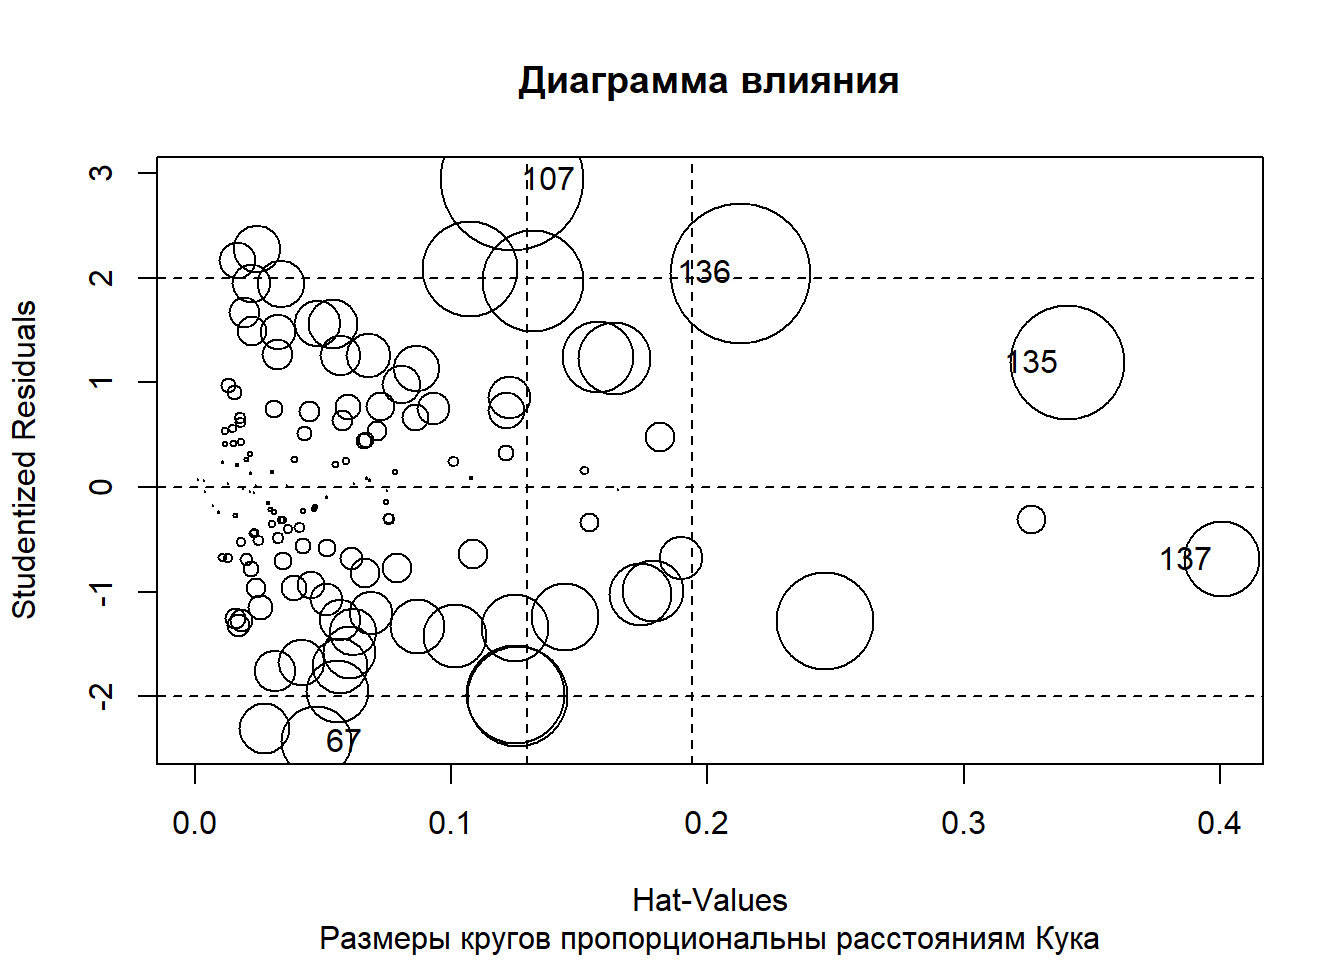 Диаграмма влияния
Studentized Residuals
3
2
1
0
-1
-2
107
136
135
137
67
0.0 0.1 0.2 0.3 0.4
Hat-Values
Размеры кругов пропорциональны расстояниям Кука